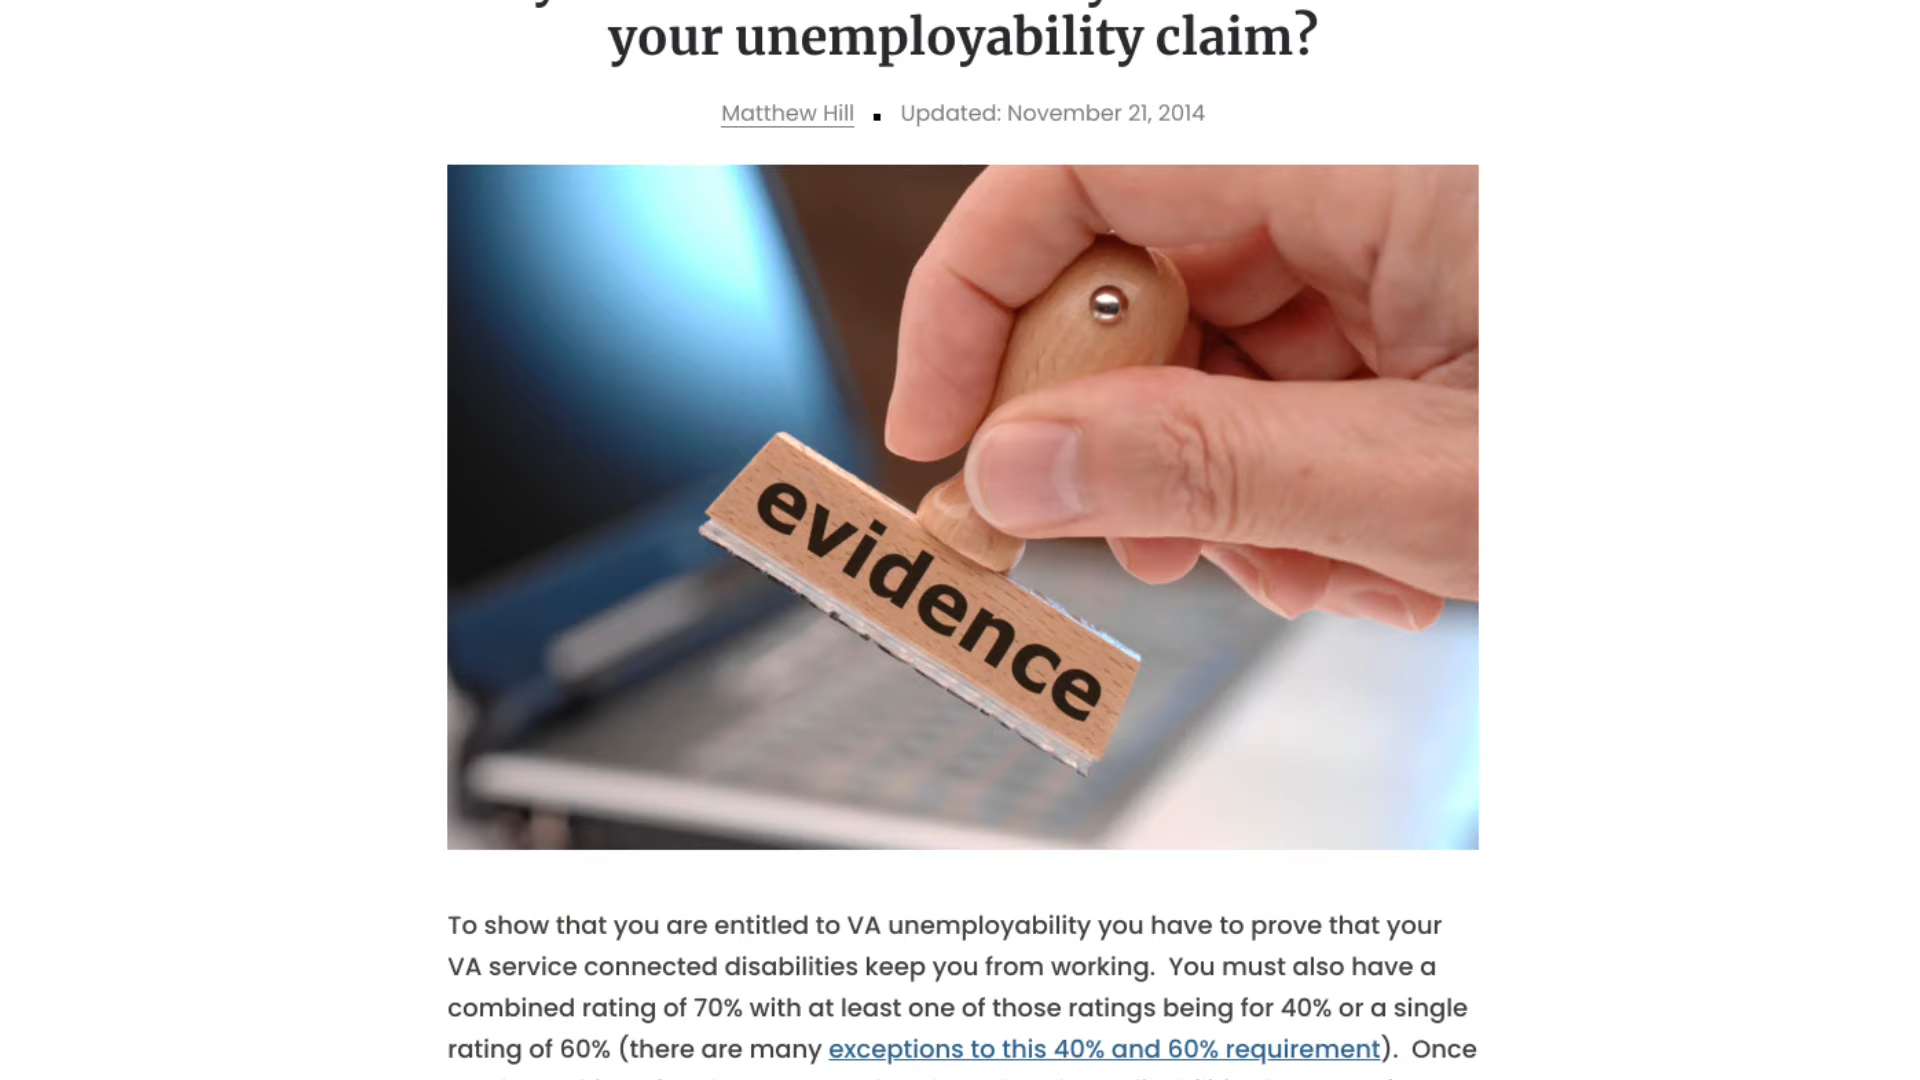 your unemployability claim?
Matthew Hill ▪ Updated: November 21, 2014
evidence
To show that you are entitled to VA unemployability you have to prove that your
VA service connected disabilities keep you from working.  You must also have a
combined rating of 70% with at least one of those ratings being for 40% or a single
rating of 60% (there are many exceptions to this 40% and 60% requirement).  Once